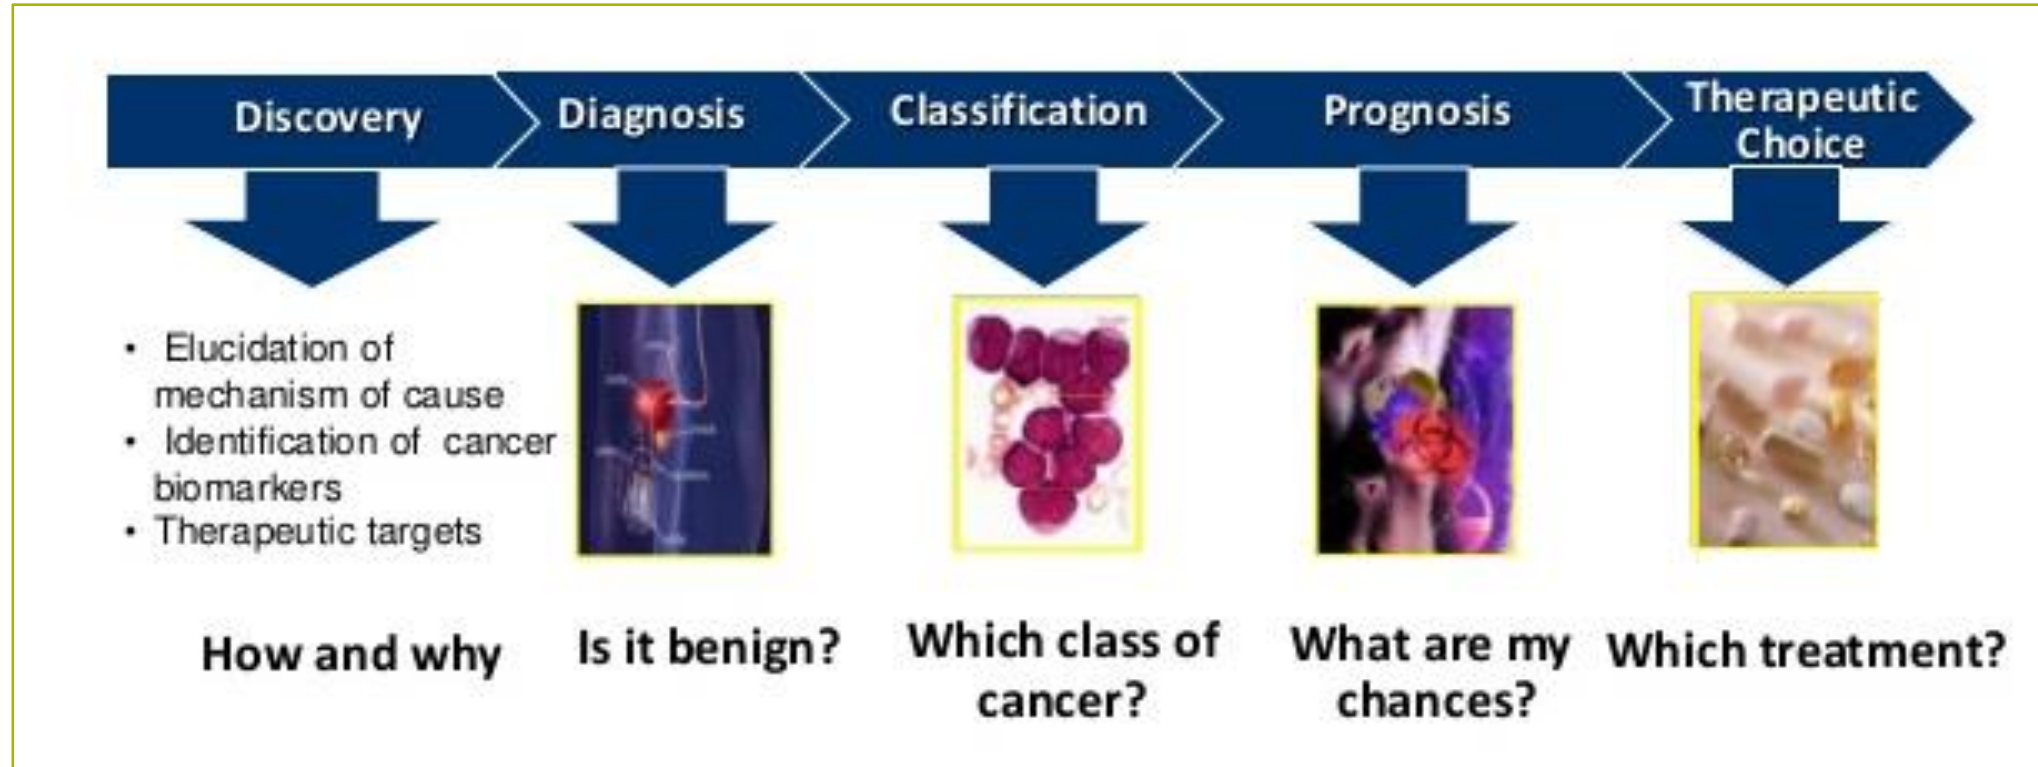 Discovery
Diagnosis
Classification
Prognosis
Therapeutic
Choice
• Elucidation of
mechanism of cause
• Identification of cancer
biomarkers
• Therapeutic targets
How and why
Is it benign?
Which class of
cancer?
What are my
chances?
Which treatment?